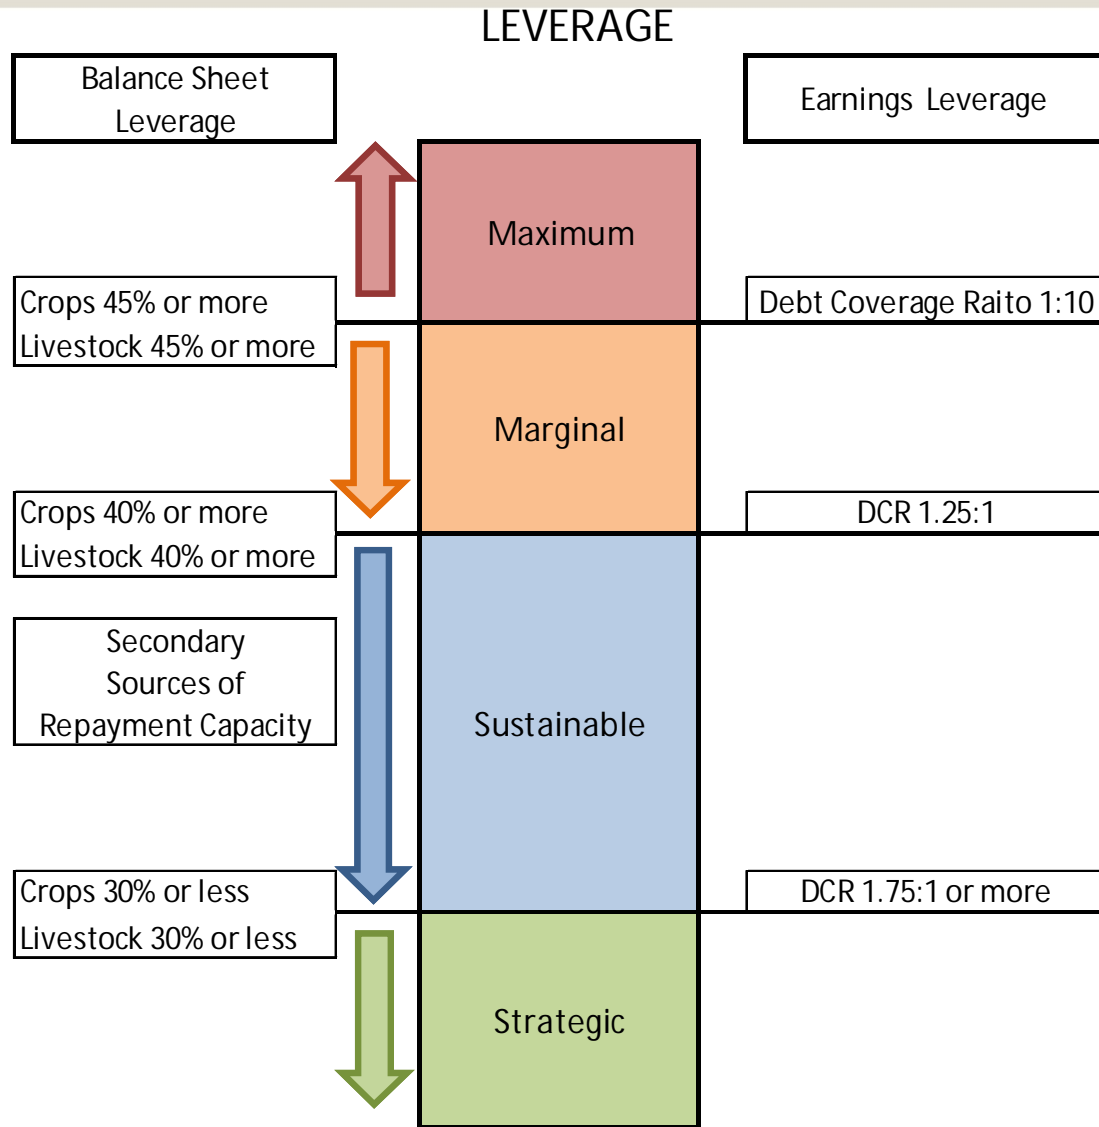 LEVERAGE
Balance Sheet
Leverage
Earnings Leverage
Maximum
Crops 45% or more
Livestock 45% or more
Debt Coverage Raito 1:10
Marginal
Crops 40% or more
Livestock 40% or more
DCR 1.25:1
Secondary
Sources of
Repayment Capacity
Sustainable
Crops 30% or less
Livestock 30% or less
DCR 1.75:1 or more
Strategic